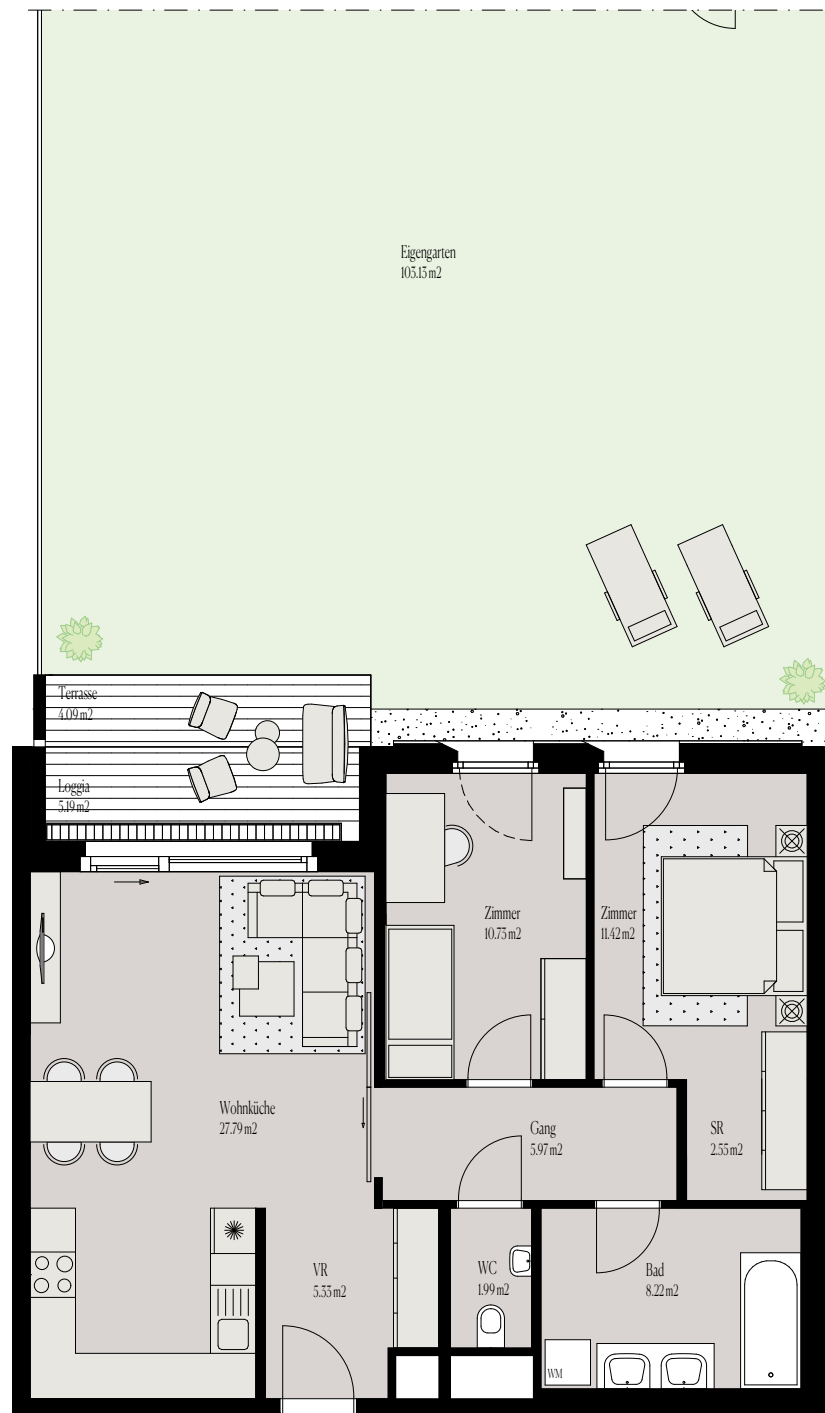 Eigengarten
103.13 m2
Terrasse
4.09 m2
Loggia
5.19 m2
Zimmer
10.73 m2
Zimmer
11.42 m2
Wohnküche
27.79 m2
Gang
5.97 m2
SR
2.55 m2
VR
5.33 m2
WC
1.99 m2
Bad
8.22 m2
WM